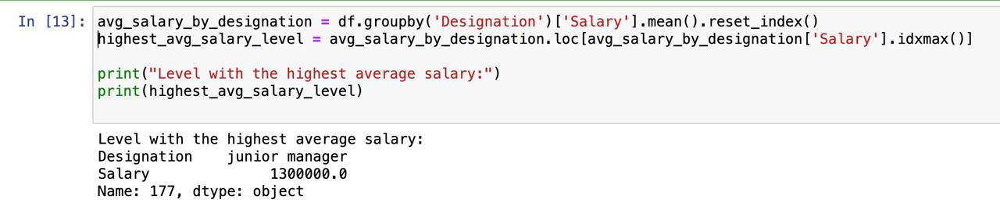 In [13]: avg_salary_by_designation = df.groupby('Designation')['Salary'].mean().reset_index()
highest_avg_salary_level = avg_salary_by_designation.loc[avg_salary_by_designation['Salary'].idxmax()]
print("Level with the highest average salary:")
print(highest_avg_salary_level)
Level with the highest average salary:
Designation    junior manager
Salary              1300000.0
Name: 177, dtype: object